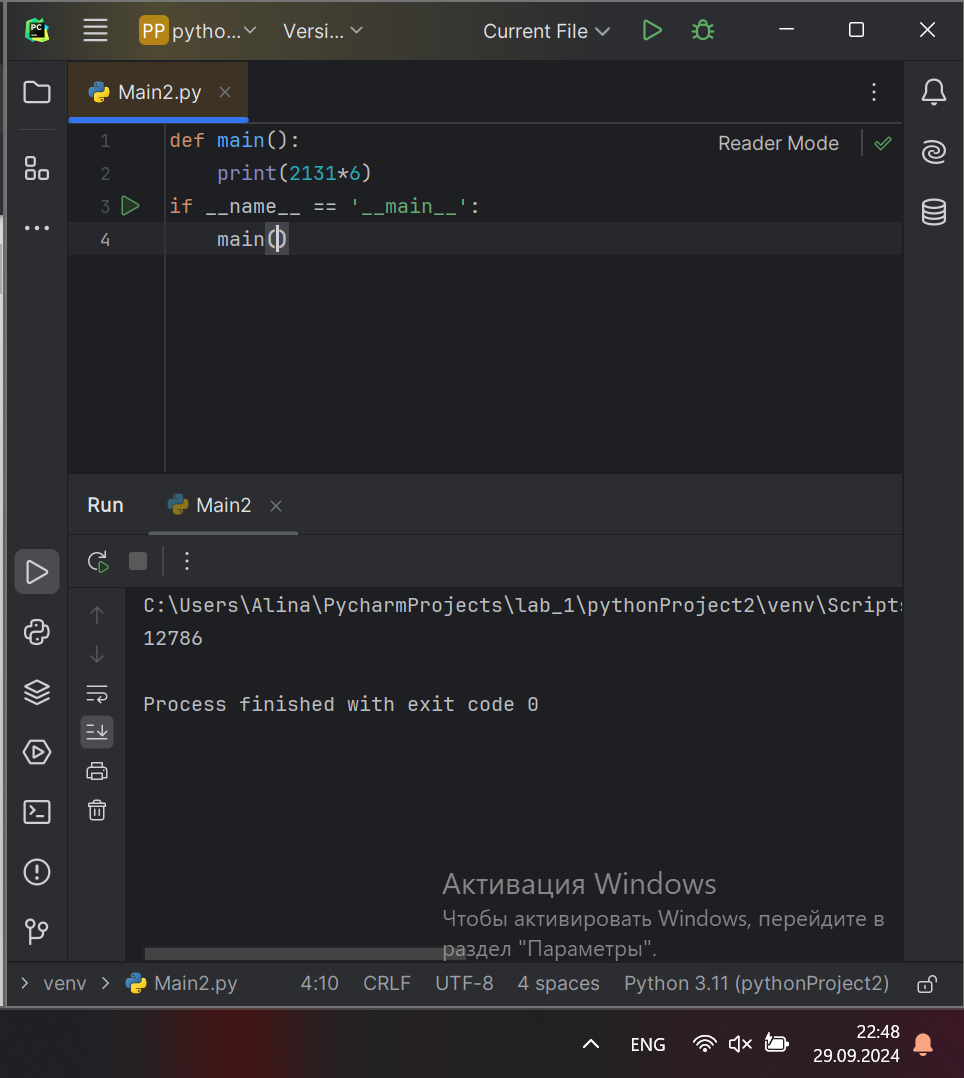 PC
PP pytho... Versi... Current File
Main2.py
Reader Mode
1 def main():
2 print(2131*6)
3 if __name__ == '__main__':
4 main()
Run Main2
C:\Users\Alina\PycharmProjects\lab_1\pythonProject2\venv\Scripts
12786
Process finished with exit code 0
Активация Windows
Чтобы активировать Windows, перейдите в
раздел "Параметры".
venv Main2.py 4:10 CRLF UTF-8 4 spaces Python 3.11 (pythonProject2)
ENG 22:48
29.09.2024